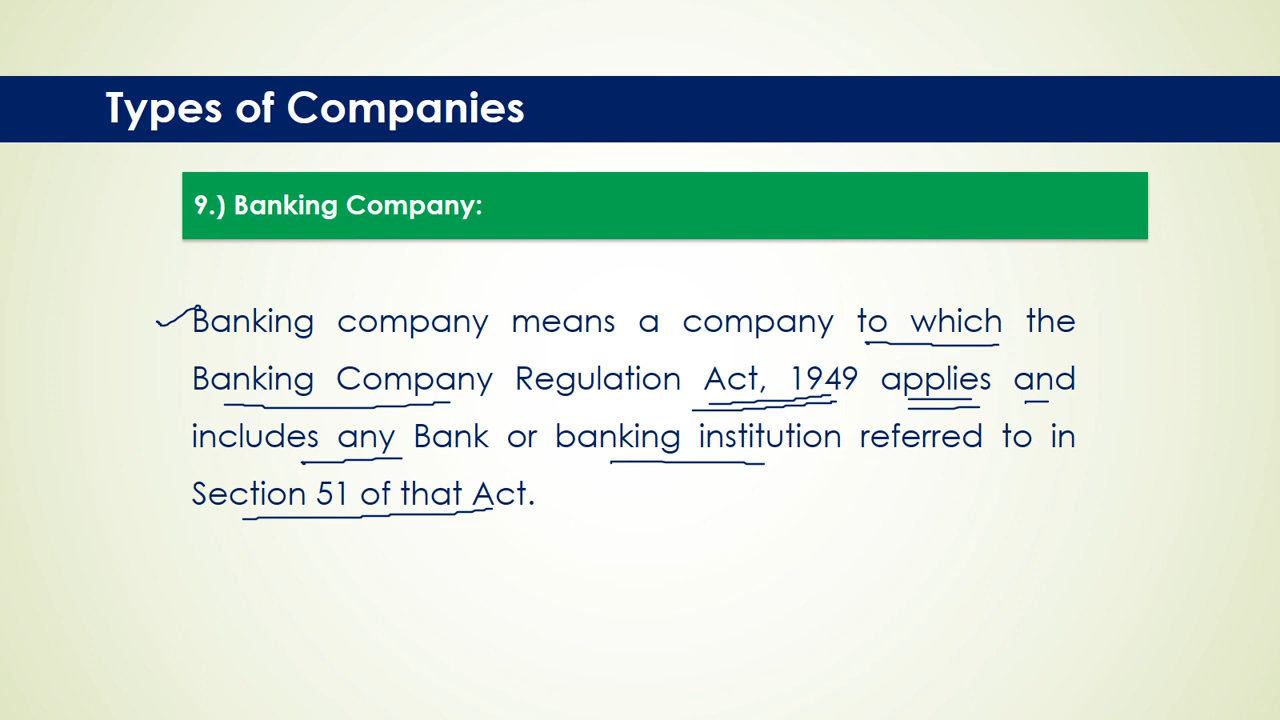 Types of Companies
9.) Banking Company:
Banking company means a company to which the
Banking Company Regulation Act, 1949 applies and
includes any Bank or banking institution referred to in
Section 51 of that Act.